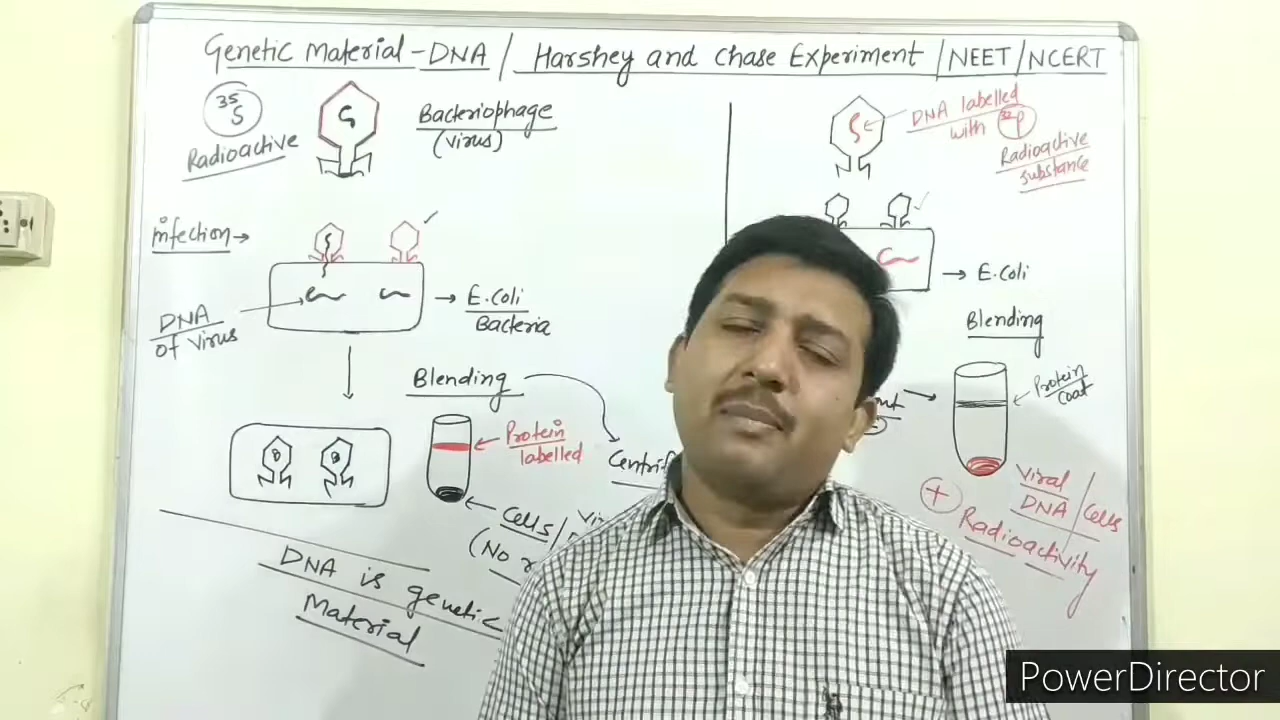 Genetic Material - DNA / Harshey and Chase Experiment / NEET / NCERT
35
S
Radioactive
Bacteriophage
(virus)
DNA labelled
with 32P
Radioactive
substance
infection →
E.Coli
Bacteria
DNA
of virus
→ E.Coli
Blending
Protein
coat
Blending
Protein
labelled
Cells /
(No
Viral
DNA / Cells
+ Radioactivity
DNA is genetic
Material
PowerDirector